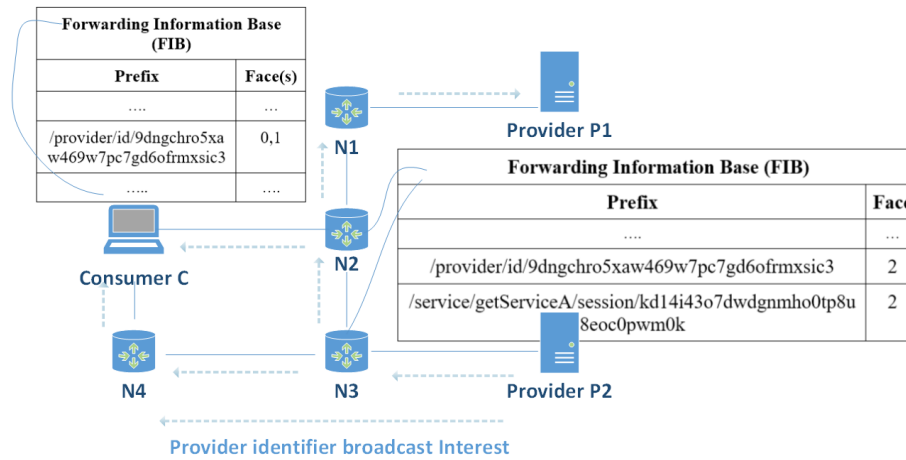 Forwarding Information Base
(FIB)
Prefix
Face(s)
....
...
/provider/id/9dngchro5xa
w469w7pc7gd6ofrmxsic3
0,1
.....
....
N1
Provider P1
Forwarding Information Base (FIB)
Prefix
Face
....
...
/provider/id/9dngchro5xaw469w7pc7gd6ofrmxsic3
2
/service/getServiceA/session/kd14i43o7dwdgnmho0tp8u
8eoc0pwm0k
2
Consumer C
N2
N4
N3
Provider P2
Provider identifier broadcast Interest